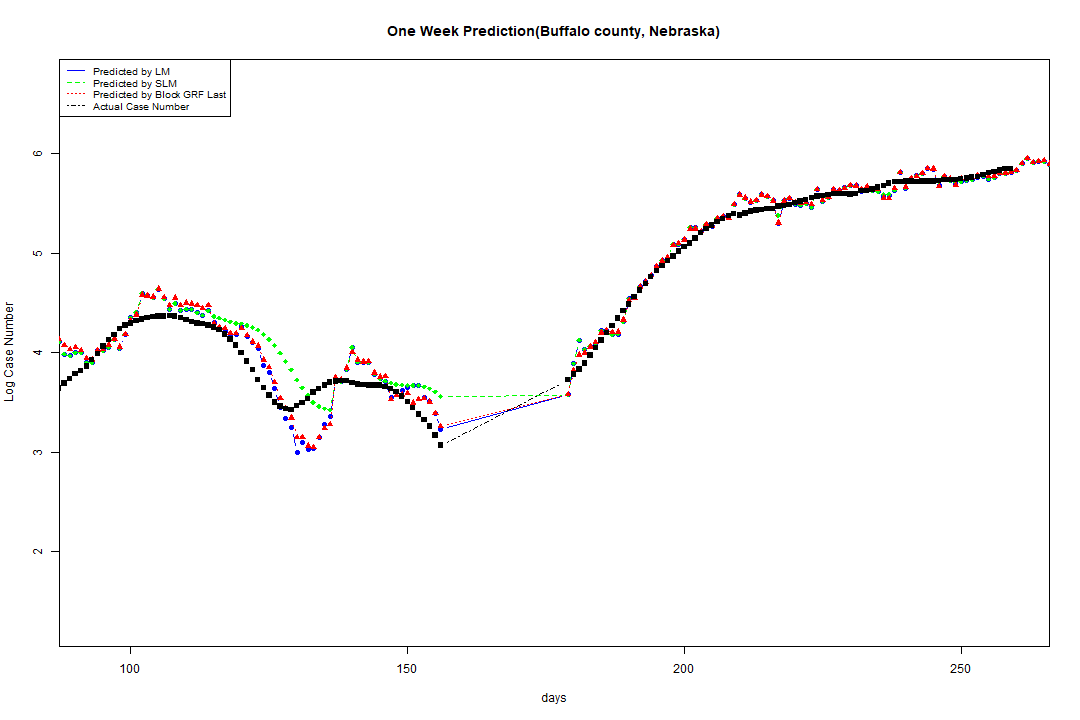 One Week Prediction(Buffalo county, Nebraska)
Predicted by LM
Predicted by SLM
Predicted by Block GRF Last
Actual Case Number
Log Case Number
6
5
4
3
2
100
150
200
250
days